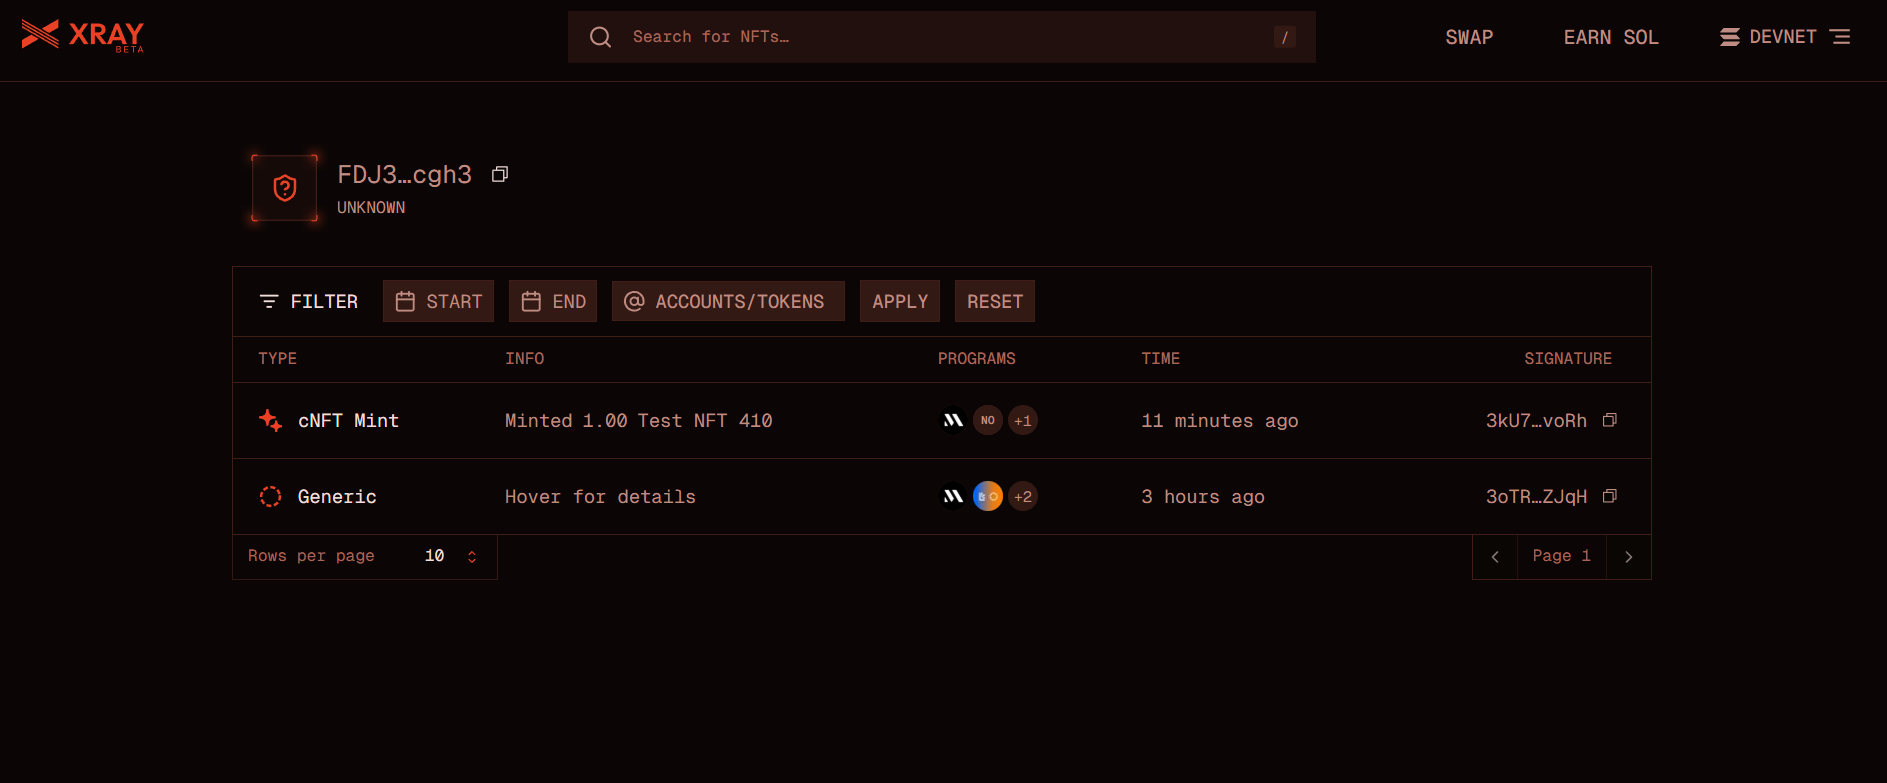 XRAY
BETA
Search for NFTs…
/
SWAP
EARN SOL
DEVNET
FDJ3…cgh3
UNKNOWN
FILTER START END @ ACCOUNTS/TOKENS APPLY RESET
TYPE INFO PROGRAMS TIME SIGNATURE
cNFT Mint Minted 1.00 Test NFT 410 NO +1 11 minutes ago 3kU7…voRh
Generic Hover for details +2 3 hours ago 3oTR…ZJqH
Rows per page 10 Page 1